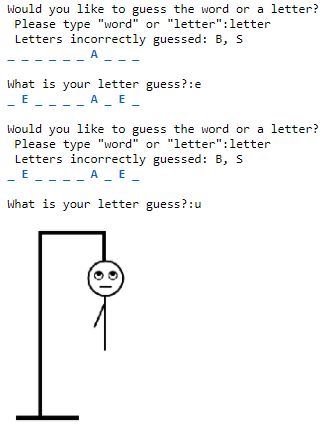 Would you like to guess the word or a letter?
Please type "word" or "letter":letter
Letters incorrectly guessed: B, S
_ _ _ _ _ _ A _ _ _
What is your letter guess?:e
_ E _ _ _ _ A _ E _
Would you like to guess the word or a letter?
Please type "word" or "letter":letter
Letters incorrectly guessed: B, S
_ E _ _ _ _ A _ E _
What is your letter guess?:u